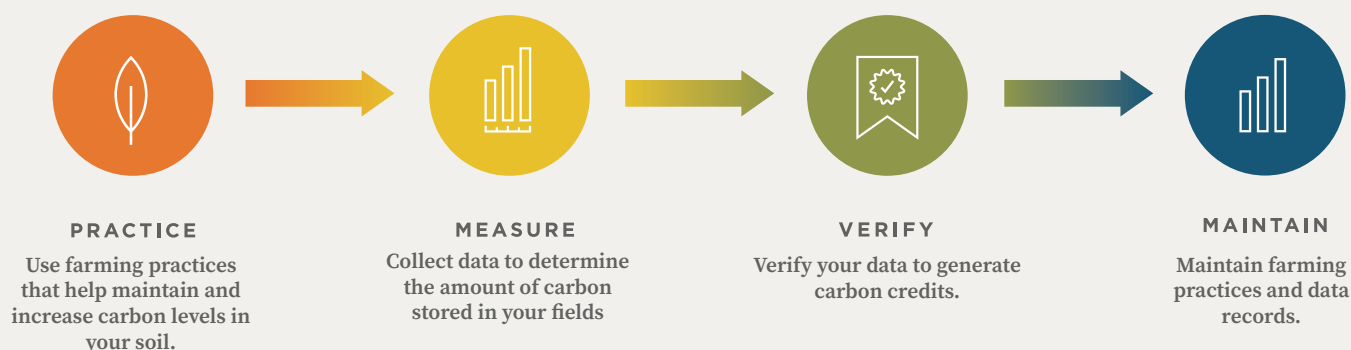 PRACTICE
Use farming practices
that help maintain and
increase carbon levels in
your soil.
MEASURE
Collect data to determine
the amount of carbon
stored in your fields
VERIFY
Verify your data to generate
carbon credits.
MAINTAIN
Maintain farming
practices and data
records.